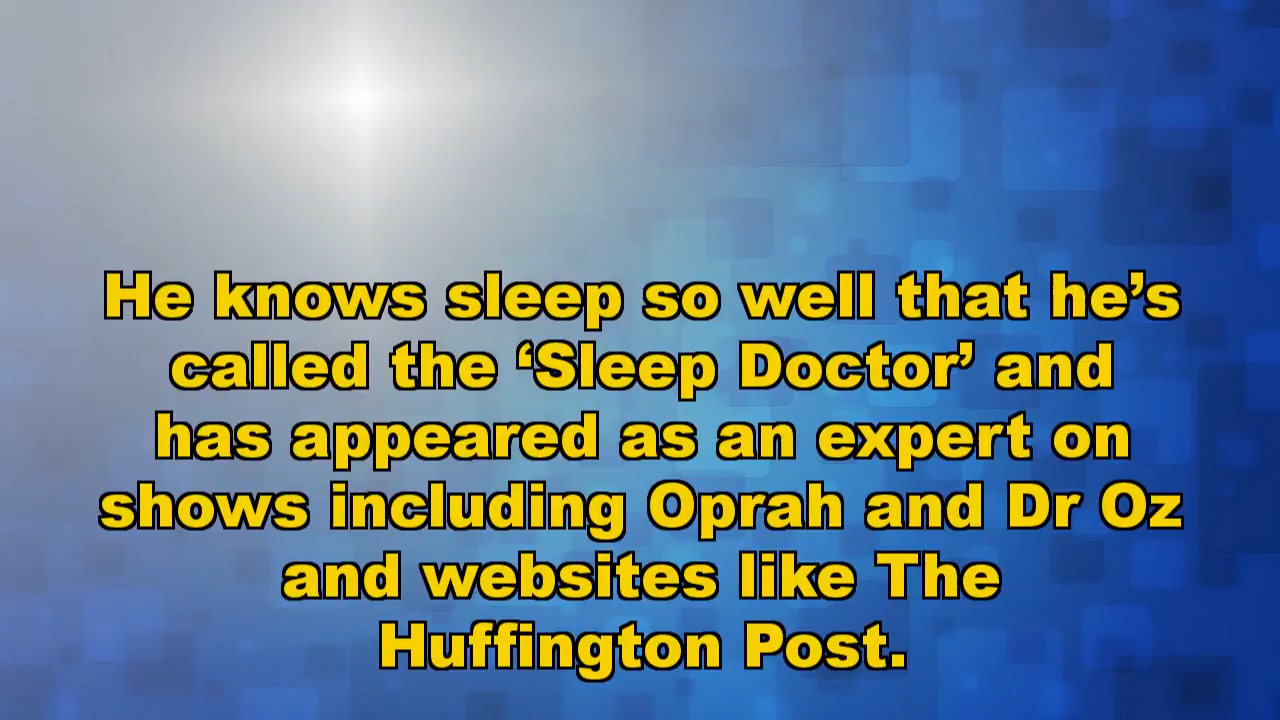 He knows sleep so well that he’s
called the ‘Sleep Doctor’ and
has appeared as an expert on
shows including Oprah and Dr Oz
and websites like The
Huffington Post.